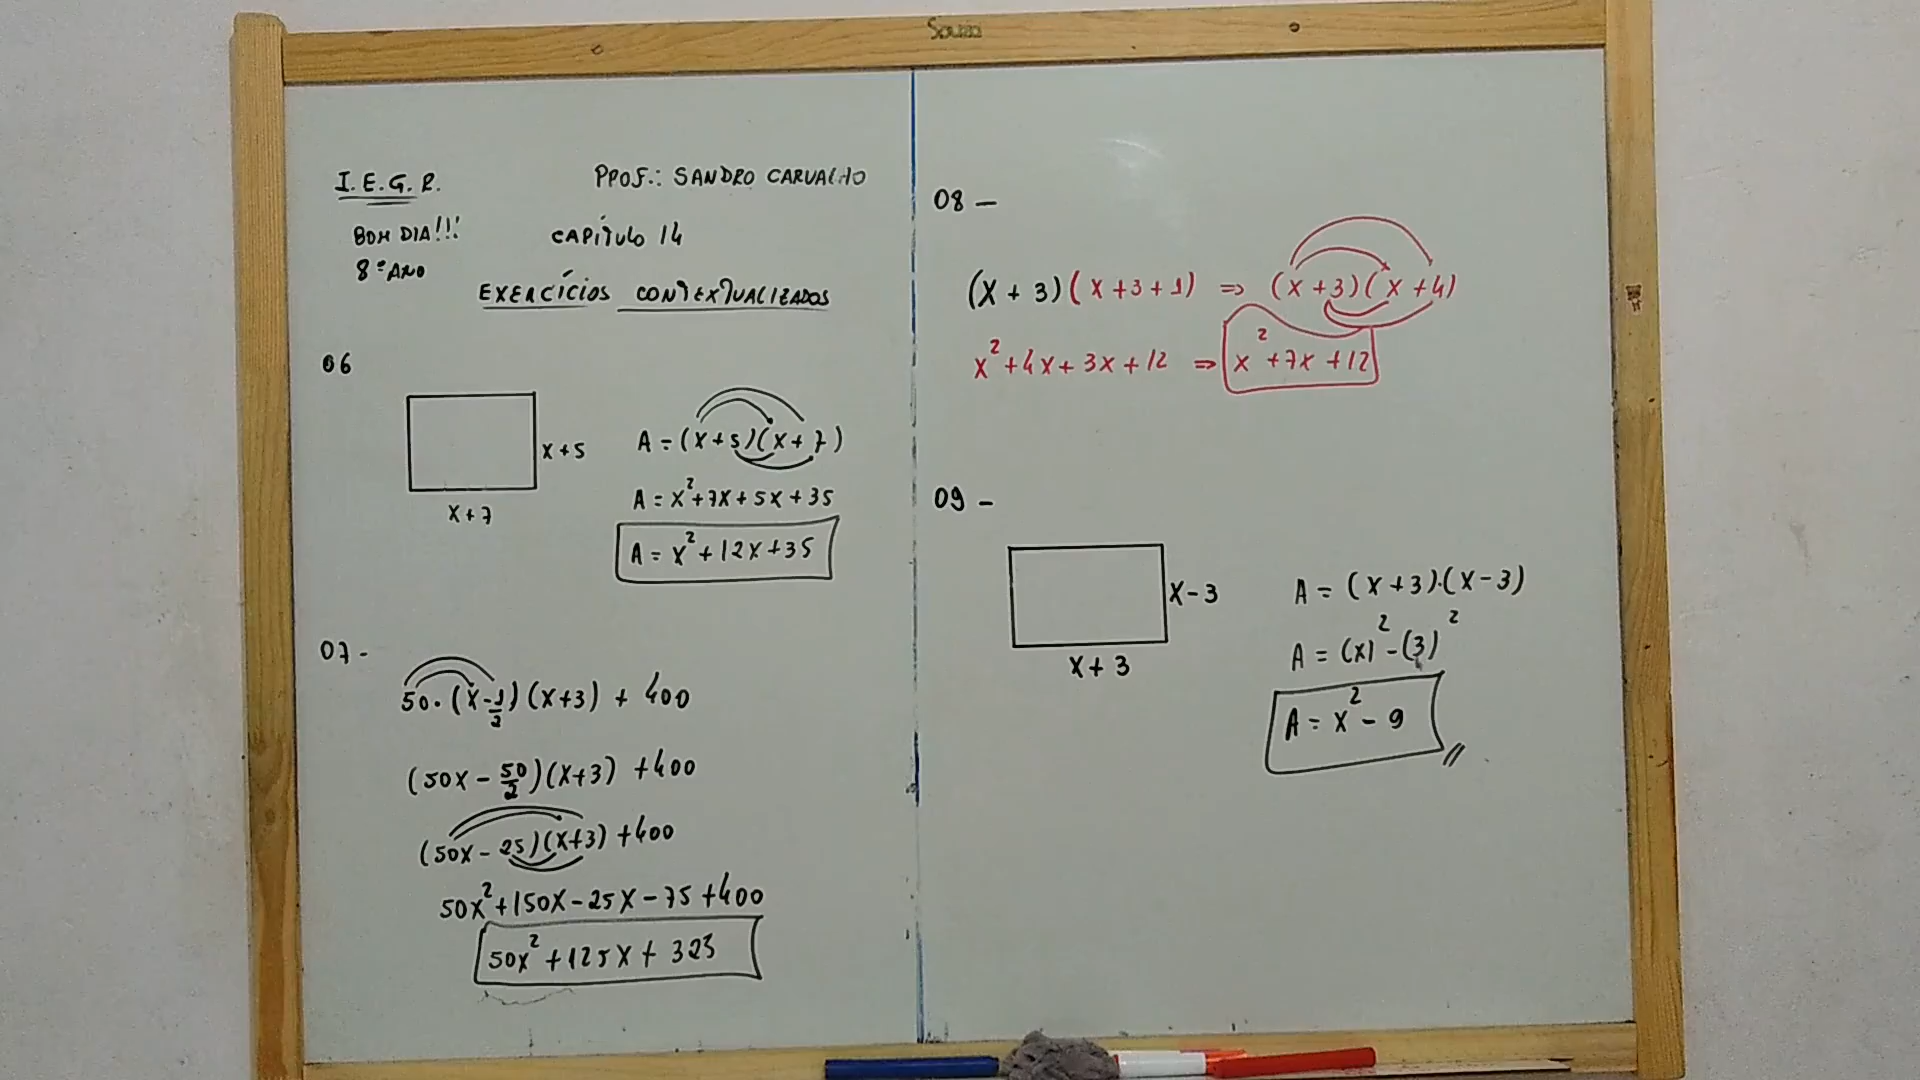 Souza
I.E.G.R.
PROF.: SANDRO CARVALHO
BOM DIA!!!
CAPÍTULO 14
8º ANO
EXERCÍCIOS CONTEXTUALIZADOS
06
x+5
x+7
A = (x+5)(x+7)
A = x²+7x+5x+35
A = x²+12x+35
07-
50·(x-1/2)(x+3) + 400
(50x - 50/2)(x+3) +400
(50x - 25)(x+3) +400
50x²+150x-25x-75+400
50x²+125x+325
08 -
(x+3)(x+3+1) ⇒ (x+3)(x+4)
x²+4x+3x+12 ⇒ x²+7x+12
09 -
x-3
x+3
A = (x+3)·(x-3)
A = (x)²-(3)²
A = x²-9